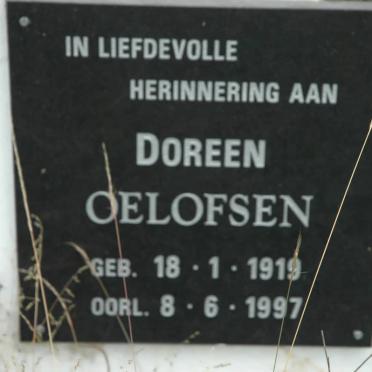 IN LIEFDEVOLLE
HERINNERING AAN
DOREEN
OELOFSEN
GEB. 18 · 1 · 1919
OORL. 8 · 6 · 1997